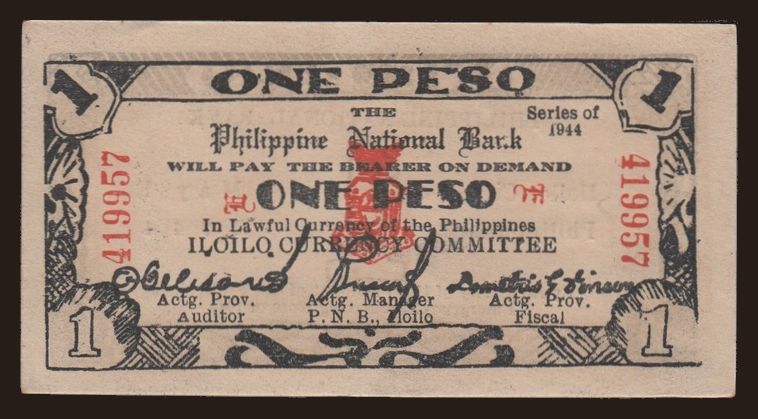 1 ONE PESO 1
THE
Series of
1944
Philippine National Bank
WILL PAY THE BEARER ON DEMAND
419957
E ONE PESO E
419957
In Lawful Currency of the Philippines
ILOILO CURRENCY COMMITTEE
Actg. Prov.
Auditor
Actg. Manager
P. N. B., Iloilo
Actg. Prov.
Fiscal
1 1